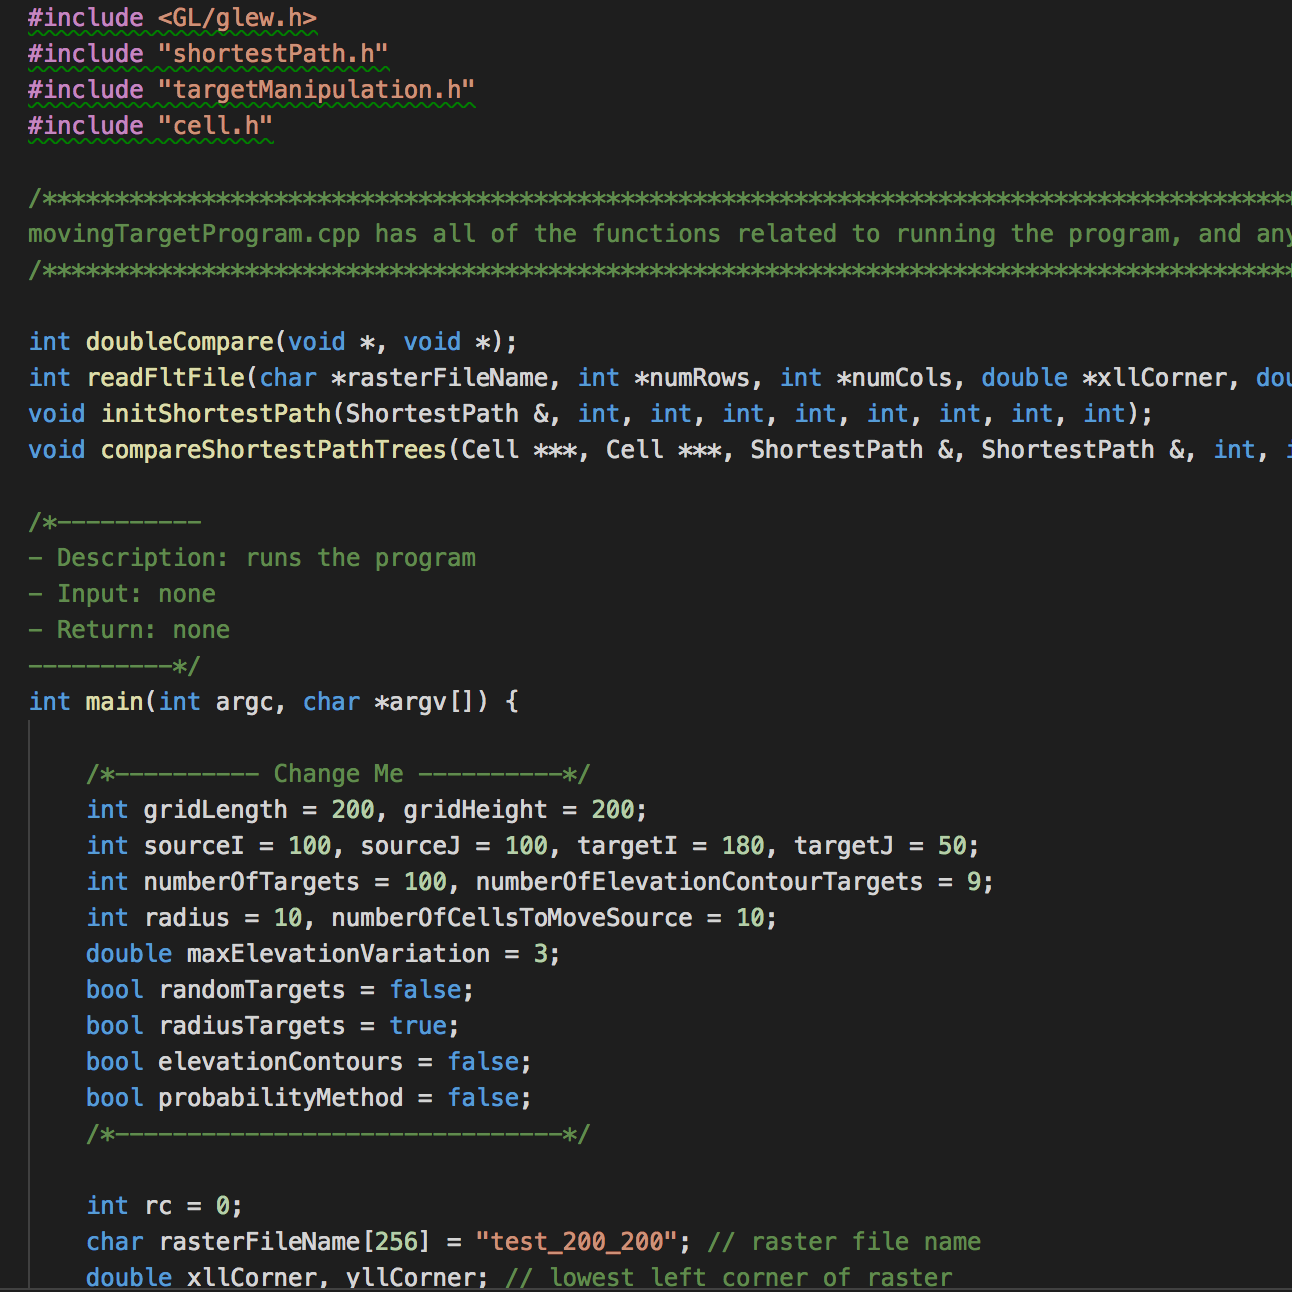 #include <GL/glew.h>
#include "shortestPath.h"
#include "targetManipulation.h"
#include "cell.h"
/***************************************************************************************
movingTargetProgram.cpp has all of the functions related to running the program, and any
/***************************************************************************************
int doubleCompare(void *, void *);
int readFltFile(char *rasterFileName, int *numRows, int *numCols, double *xllCorner, dou
void initShortestPath(ShortestPath &, int, int, int, int, int, int, int, int);
void compareShortestPathTrees(Cell ***, Cell ***, ShortestPath &, ShortestPath &, int, i
/*----------
- Description: runs the program
- Input: none
- Return: none
----------*/
int main(int argc, char *argv[]) {
/*---------- Change Me ----------*/
int gridLength = 200, gridHeight = 200;
int sourceI = 100, sourceJ = 100, targetI = 180, targetJ = 50;
int numberOfTargets = 100, numberOfElevationContourTargets = 9;
int radius = 10, numberOfCellsToMoveSource = 10;
double maxElevationVariation = 3;
bool randomTargets = false;
bool radiusTargets = true;
bool elevationContours = false;
bool probabilityMethod = false;
/*-------------------------------*/
int rc = 0;
char rasterFileName[256] = "test_200_200"; // raster file name
double xllCorner, yllCorner; // lowest left corner of raster